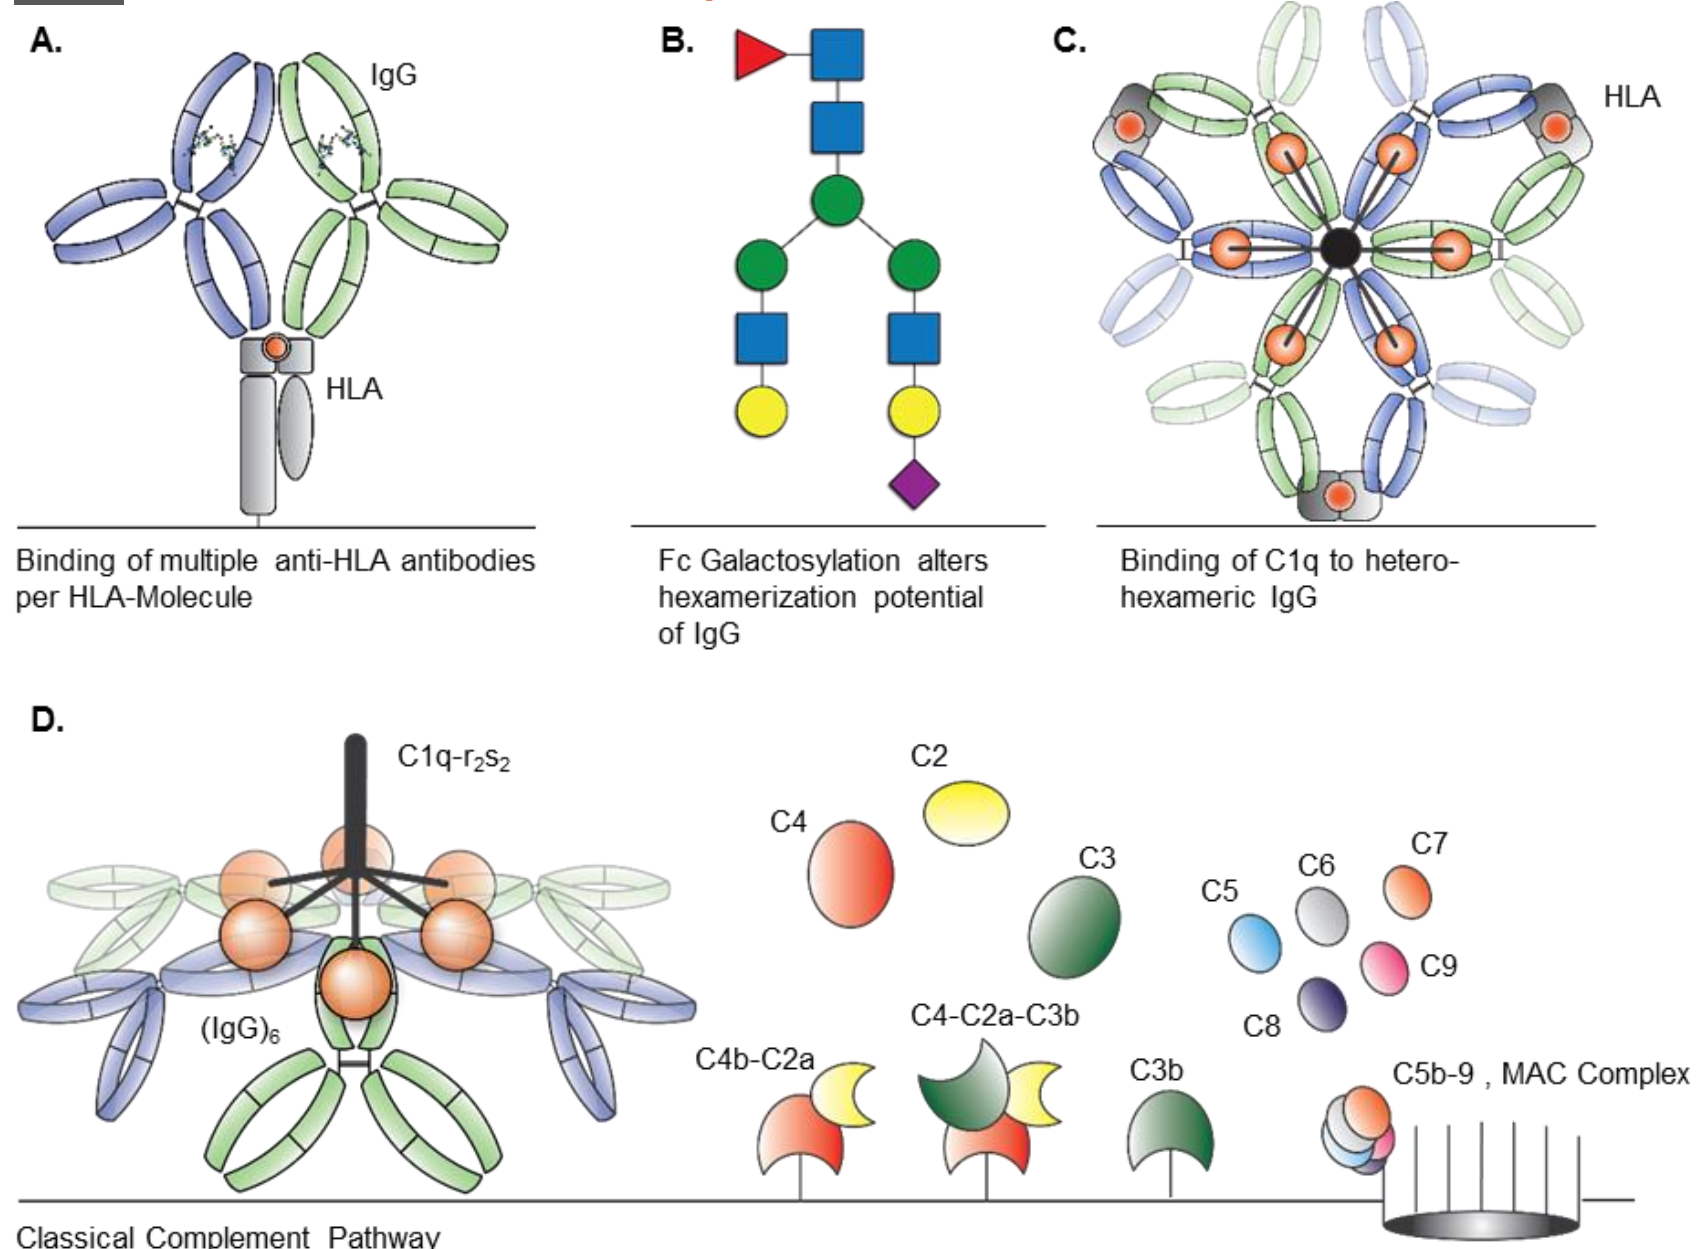 A.
IgG
HLA
Binding of multiple anti-HLA antibodies
per HLA-Molecule
B.
Fc Galactosylation alters
hexamerization potential
of IgG
C.
HLA
Binding of C1q to hetero-
hexameric IgG
D.
C1q-r₂s₂
(IgG)₆
C4
C2
C3
C5
C6
C7
C8
C9
C4b-C2a
C4-C2a-C3b
C3b
C5b-9 , MAC Complex
Classical Complement Pathway